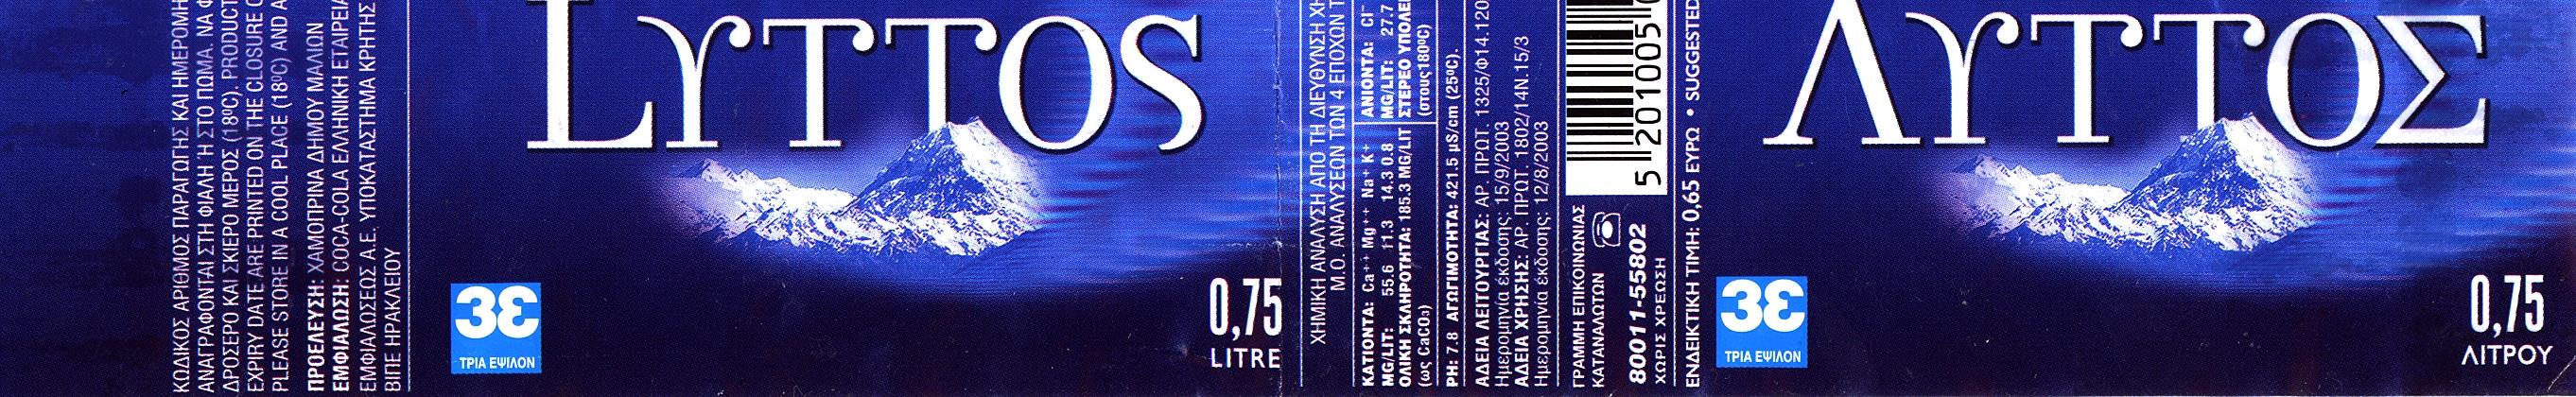 ΚΩΔΙΚΟΣ ΑΡΙΘΜΟΣ ΠΑΡΑΓΩΓΗΣ ΚΑΙ ΗΜΕΡΟΜΗ
ΑΝΑΓΡΑΦΟΝΤΑΙ ΣΤΗ ΦΙΑΛΗ Ή ΣΤΟ ΠΩΜΑ. ΝΑ Φ
ΔΡΟΣΕΡΟ ΚΑΙ ΣΚΙΕΡΟ ΜΕΡΟΣ (18ºC). PRODUCT
EXPIRY DATE ARE PRINTED ON THE CLOSURE
PLEASE STORE IN A COOL PLACE (18ºC) AND
ΠΡΟΕΛΕΥΣΗ: ΧΑΜΟΠΡΙΝΑ ΔΗΜΟΥ ΜΑΛΙΩΝ
ΕΜΦΙΑΛΩΣΗ: COCA-COLA ΕΛΛΗΝΙΚΗ ΕΤΑΙΡΕΙΑ
ΕΜΦΙΑΛΩΣΕΩΣ Α.Ε. ΥΠΟΚΑΤΑΣΤΗΜΑ ΚΡΗΤΗΣ
ΒΙΠΕ ΗΡΑΚΛΕΙΟΥ
LYTTOS
3Ε
ΤΡΙΑ ΕΨΙΛΟΝ
0,75
LITRE
ΧΗΜΙΚΗ ΑΝΑΛΥΣΗ ΑΠΟ ΤΗ ΔΙΕΥΘΥΝΣΗ ΧΗ
Μ.Ο. ΑΝΑΛΥΣΕΩΝ ΤΩΝ 4 ΕΠΟΧΩΝ Τ
ΚΑΤΙΟΝΤΑ: Ca⁺⁺ Mg⁺⁺ Na⁺ K⁺ ΑΝΙΟΝΤΑ: Cl⁻
MG/LIT: 55.6 11.3 14.3 0.8 MG/LIT: 27.7
ΟΛΙΚΗ ΣΚΛΗΡΟΤΗΤΑ: 185.3 MG/LIT ΣΤΕΡΕΟ ΥΠΟΛΕΙ
(ως CaCO₃) (στους180ºC)
PH: 7.8 ΑΓΩΓΙΜΟΤΗΤΑ: 421.5 μS/cm (25ºC).
ΑΔΕΙΑ ΛΕΙΤΟΥΡΓΙΑΣ: ΑΡ. ΠΡΩΤ. 1325/Φ14.120
Ημερομηνία έκδοσης: 15/9/2003
ΑΔΕΙΑ ΧΡΗΣΗΣ: ΑΡ. ΠΡΩΤ. 1802/14Ν.15/3
Ημερομηνία έκδοσης: 12/8/2003
5 201005
ΓΡΑΜΜΗ ΕΠΙΚΟΙΝΩΝΙΑΣ
ΚΑΤΑΝΑΛΩΤΩΝ
80011-55802
ΧΩΡΙΣ ΧΡΕΩΣΗ
ΕΝΔΕΙΚΤΙΚΗ ΤΙΜΗ: 0,65 ΕΥΡΩ • SUGGESTED
ΛΥΤΤΟΣ
3Ε
ΤΡΙΑ ΕΨΙΛΟΝ
0,75
ΛΙΤΡΟΥ